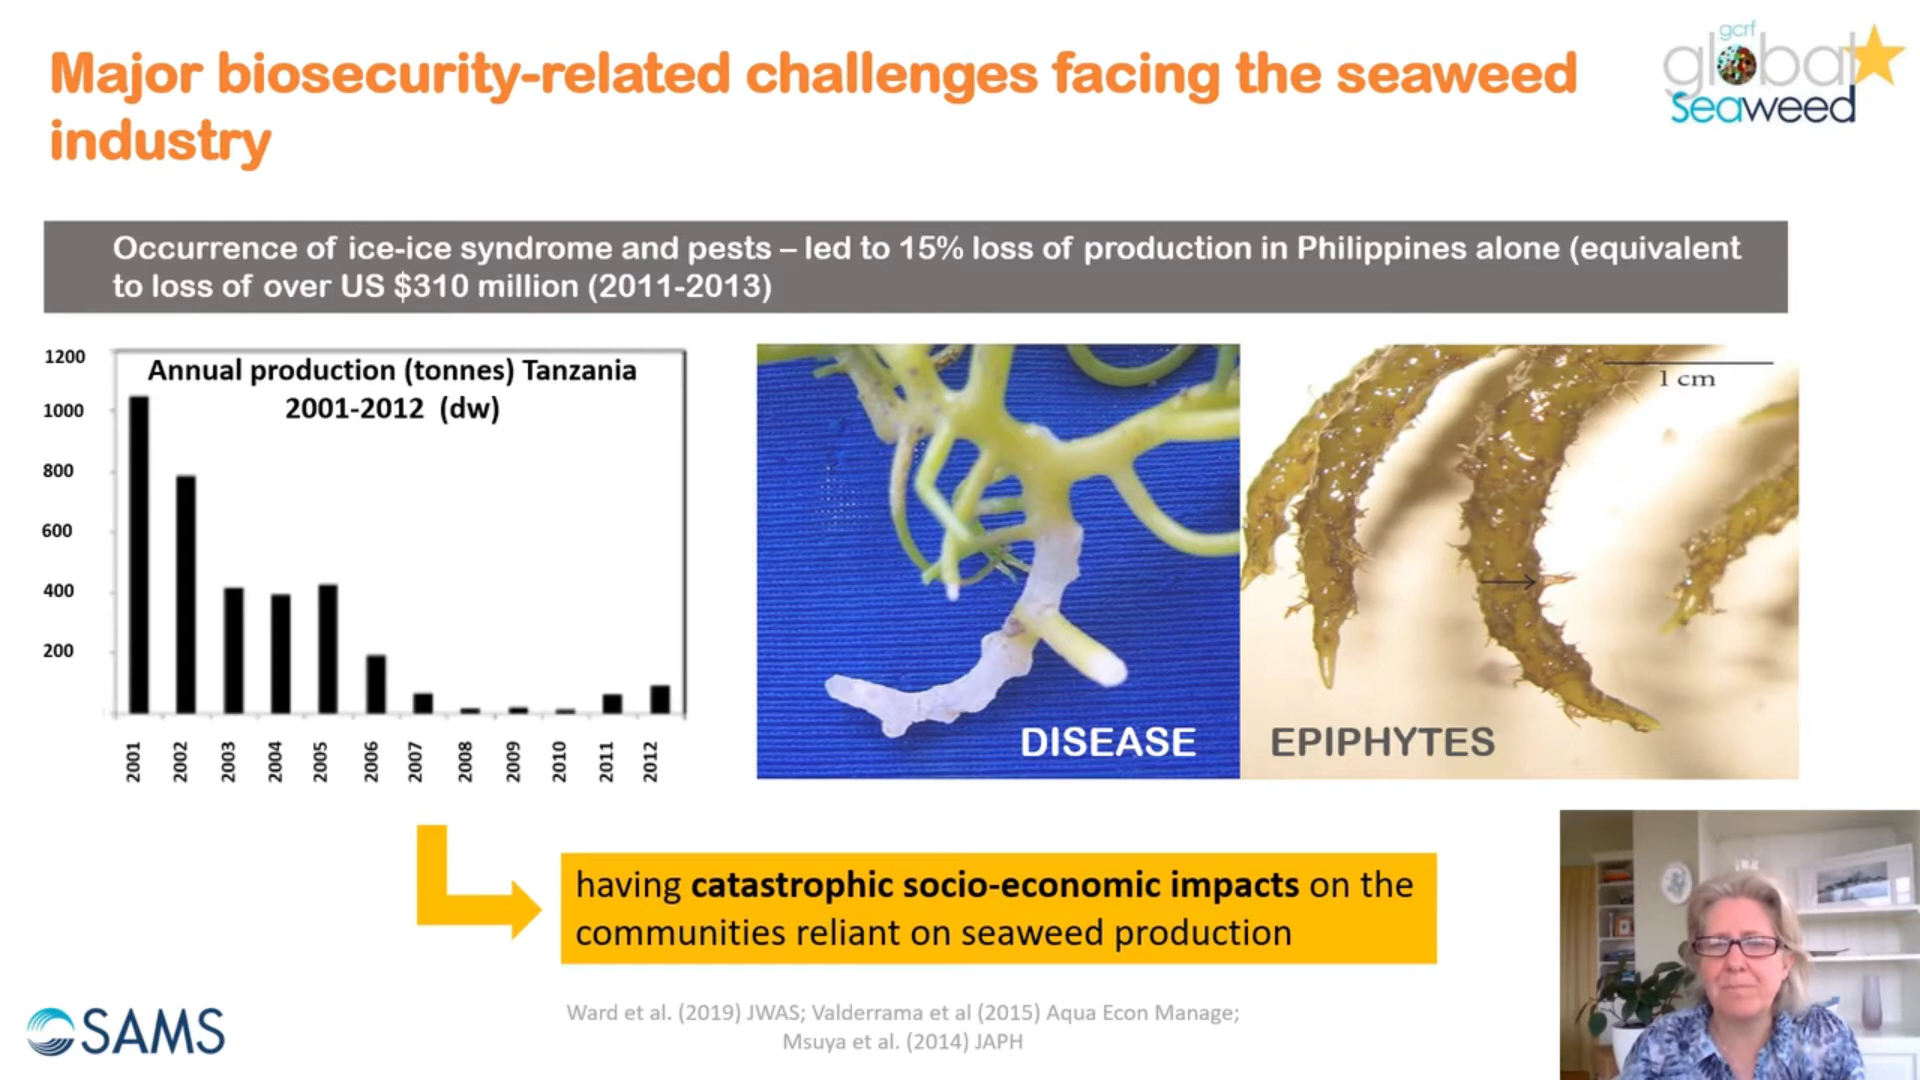 Major biosecurity-related challenges facing the seaweed
industry
gcrf
global
Seaweed
Occurrence of ice-ice syndrome and pests – led to 15% loss of production in Philippines alone (equivalent
to loss of over US $310 million (2011-2013)
Annual production (tonnes) Tanzania
2001-2012 (dw)
1200
1000
800
600
400
200
2001
2002
2003
2004
2005
2006
2007
2008
2009
2010
2011
2012
DISEASE
1 cm
EPIPHYTES
having catastrophic socio-economic impacts on the
communities reliant on seaweed production
SAMS
Ward et al. (2019) JWAS; Valderrama et al (2015) Aqua Econ Manage;
Msuya et al. (2014) JAPH